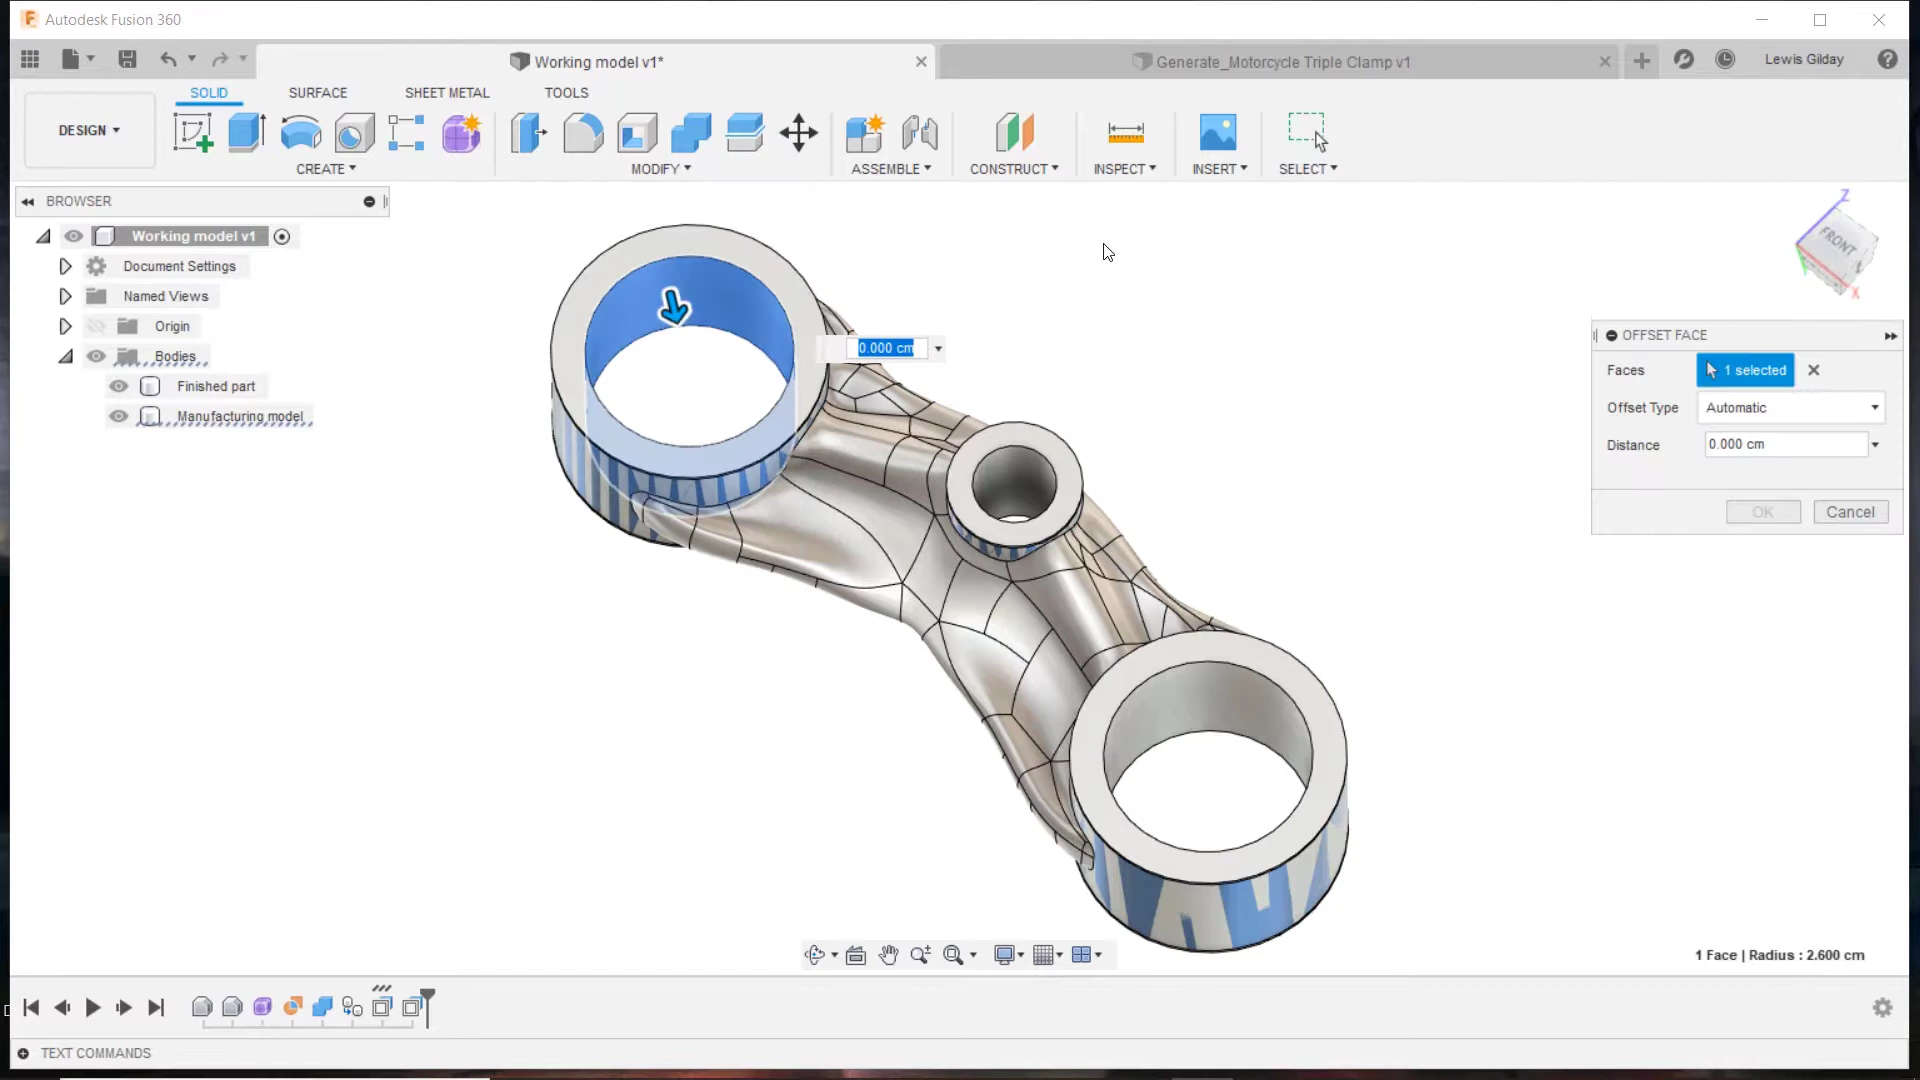 Autodesk Fusion 360
Working model v1*
Generate_Motorcycle Triple Clamp v1
Lewis Gilday
SOLID
SURFACE
SHEET METAL
TOOLS
DESIGN
CREATE
MODIFY
ASSEMBLE
CONSTRUCT
INSPECT
INSERT
SELECT
BROWSER
Working model v1
Document Settings
Named Views
Origin
Bodies
Finished part
Manufacturing model
0.000 cm
Z
FRONT
X
OFFSET FACE
Faces
1 selected
Offset Type
Automatic
Distance
0.000 cm
OK
Cancel
1 Face | Radius : 2.600 cm
TEXT COMMANDS